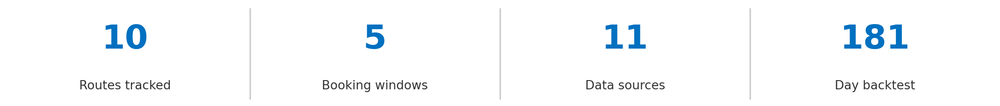 10
Routes tracked
5
Booking windows
11
Data sources
181
Day backtest